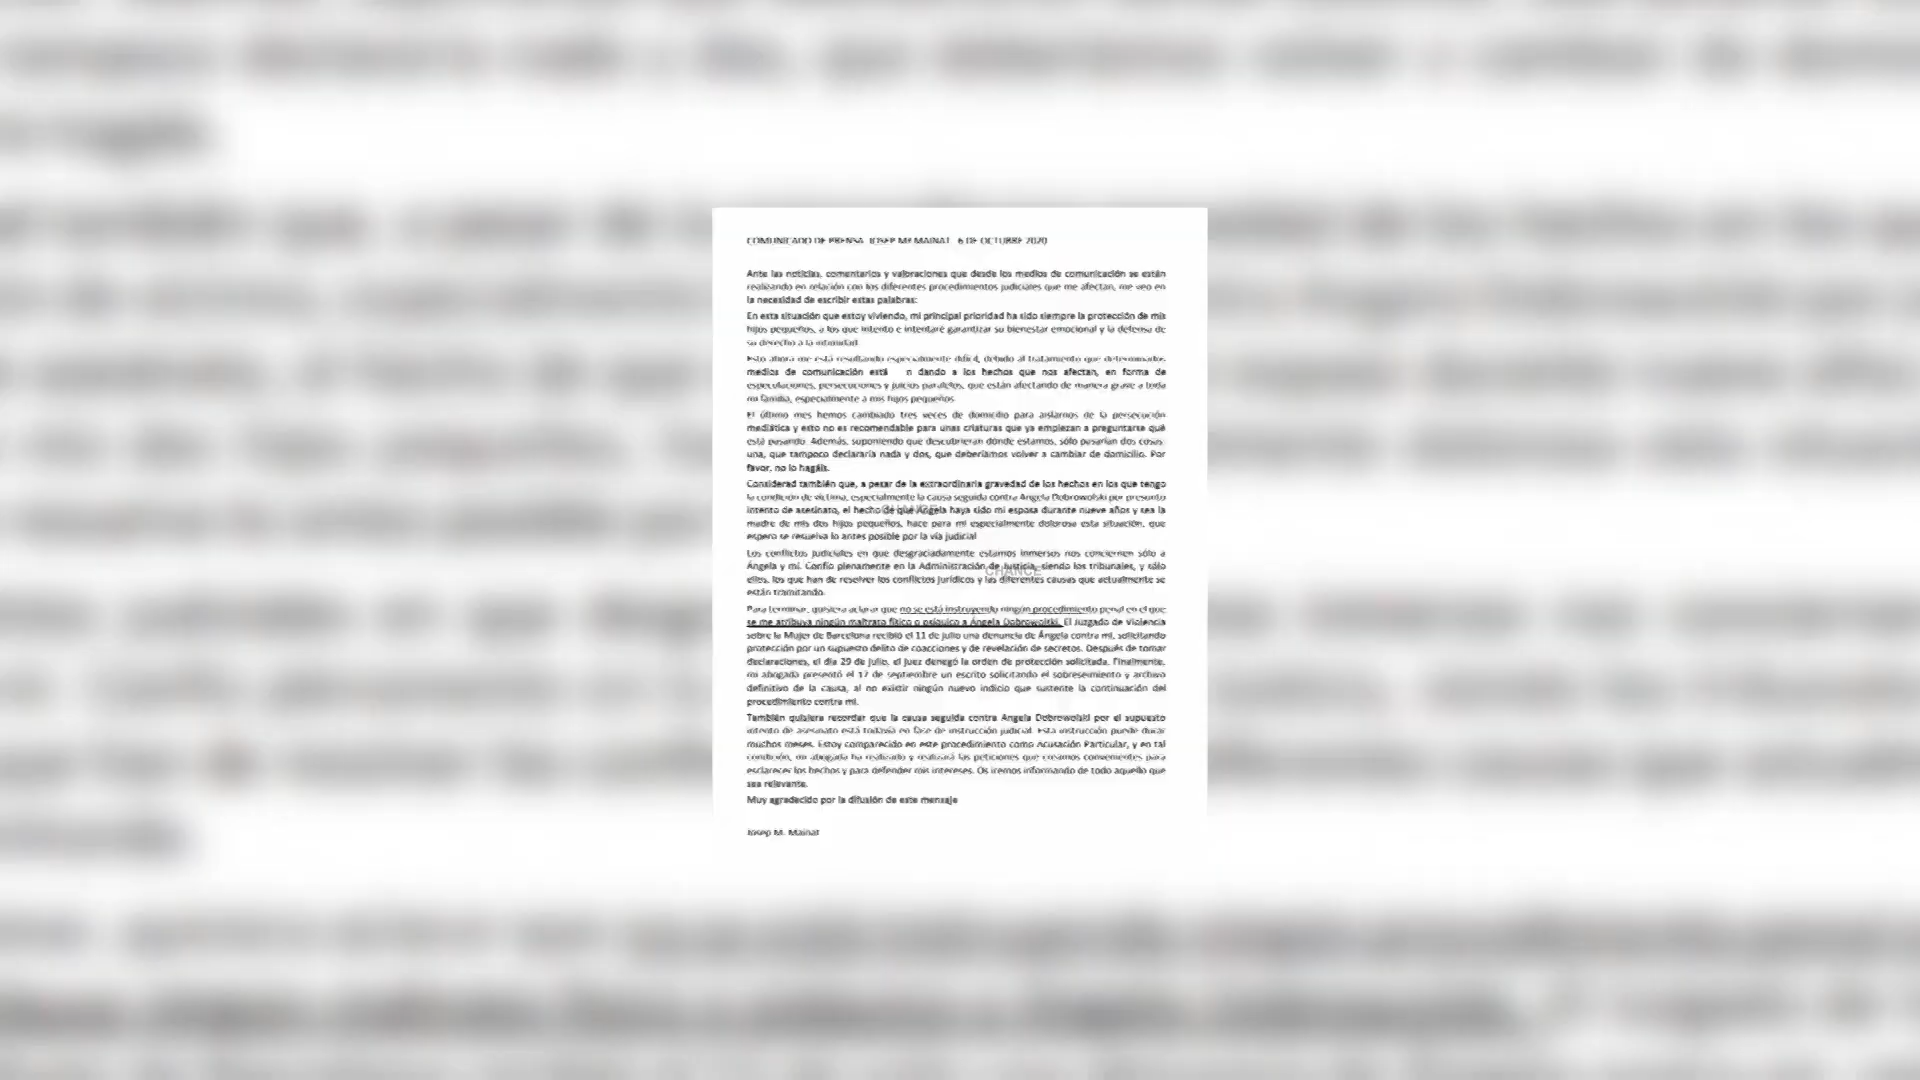 COMUNICADO DE PRENSA JOSEP Mª MAINAT 6 DE OCTUBRE 2020
Ante las noticias, comentarios y valoraciones que desde los medios de comunicación se están
realizando en relación con los diferentes procedimientos judiciales que me afectan, me veo en
la necesidad de escribir estas palabras:
En esta situación que estoy viviendo, mi principal prioridad ha sido siempre la protección de mis
hijos pequeños, a los que intento e intentaré garantizar su bienestar emocional y la defensa de
su derecho a la intimidad
Esto ahora me está resultando especialmente difícil, debido al tratamiento que determinados
medios de comunicación está n dando a los hechos que nos afectan, en forma de
especulaciones, persecuciones y juicios paralelos, que están afectando de manera grave a toda
mi familia, especialmente a mis hijos pequeños
El último mes hemos cambiado tres veces de domicilio para aislarnos de la persecución
mediática y esto no es recomendable para unas criaturas que ya empiezan a preguntarse qué
está pasando. Además, suponiendo que descubrieran dónde estamos, sólo pasarían dos cosas:
una, que tampoco declararía nada y dos, que deberíamos volver a cambiar de domicilio. Por
favor, no lo hagáis.
Considerad también que, a pesar de la extraordinaria gravedad de los hechos en los que tengo
la condición de víctima, especialmente la causa seguida contra Angela Dobrowolski por presunto
intento de asesinato, el hecho de que Ángela haya sido mi esposa durante nueve años y sea la
madre de mis dos hijos pequeños, hace para mí especialmente dolorosa esta situación, que
espero se resuelva lo antes posible por la vía judicial
Los conflictos judiciales en que desgraciadamente estamos inmersos nos conciernen sólo a
Ángela y mí. Confío plenamente en la Administración de Justicia, siendo los tribunales, y sólo
ellos, los que han de resolver los conflictos jurídicos y las diferentes causas que actualmente se
están tramitando.
Para terminar, quisiera aclarar que no se está instruyendo ningún procedimiento penal en el que
se me atribuya ningún maltrato físico o psíquico a Ángela Dobrowolski. El Juzgado de Violencia
sobre la Mujer de Barcelona recibió el 11 de julio una denuncia de Ángela contra mí, solicitando
protección por un supuesto delito de coacciones y de revelación de secretos. Después de tomar
declaraciones, el día 29 de julio, el juez denegó la orden de protección solicitada. Finalmente,
mi abogada presentó el 17 de septiembre un escrito solicitando el sobreseimiento y archivo
definitivo de la causa, al no existir ningún nuevo indicio que sustente la continuación del
procedimiento contra mí.
También quisiera recordar que la causa seguida contra Angela Dobrowolski por el supuesto
intento de asesinato está todavía en fase de instrucción judicial. Esta instrucción puede durar
muchos meses. Estoy comparecido en este procedimiento como Acusación Particular, y en tal
condición, mi abogada ha realizado y realizará las peticiones que creamos convenientes para
esclarecer los hechos y para defender mis intereses. Os iremos informando de todo aquello que
sea relevante.
Muy agradecido por la difusión de este mensaje
Josep M. Mainat
CHANCE
CHANCE